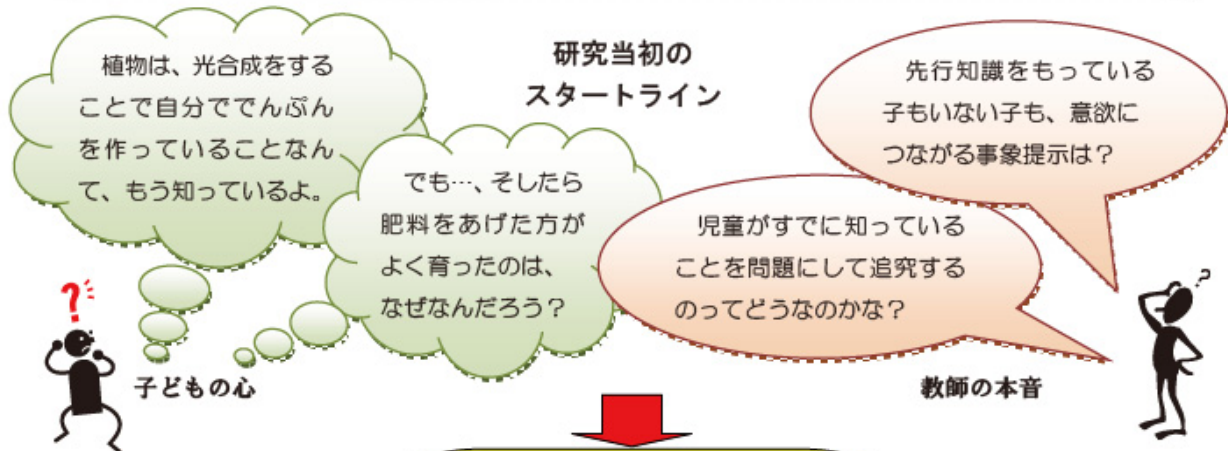 研究当初の
スタートライン
植物は、光合成をする
ことで自分ででんぷん
を作っていることなん
て、もう知っているよ。
でも…、そしたら
肥料をあげた方が
よく育ったのは、
なぜなんだろう？
先行知識をもっている
子もいない子も、意欲に
つながる事象提示は？
児童がすでに知っている
ことを問題にして追究する
のってどうなのかな？
?
?
子どもの心
教師の本音